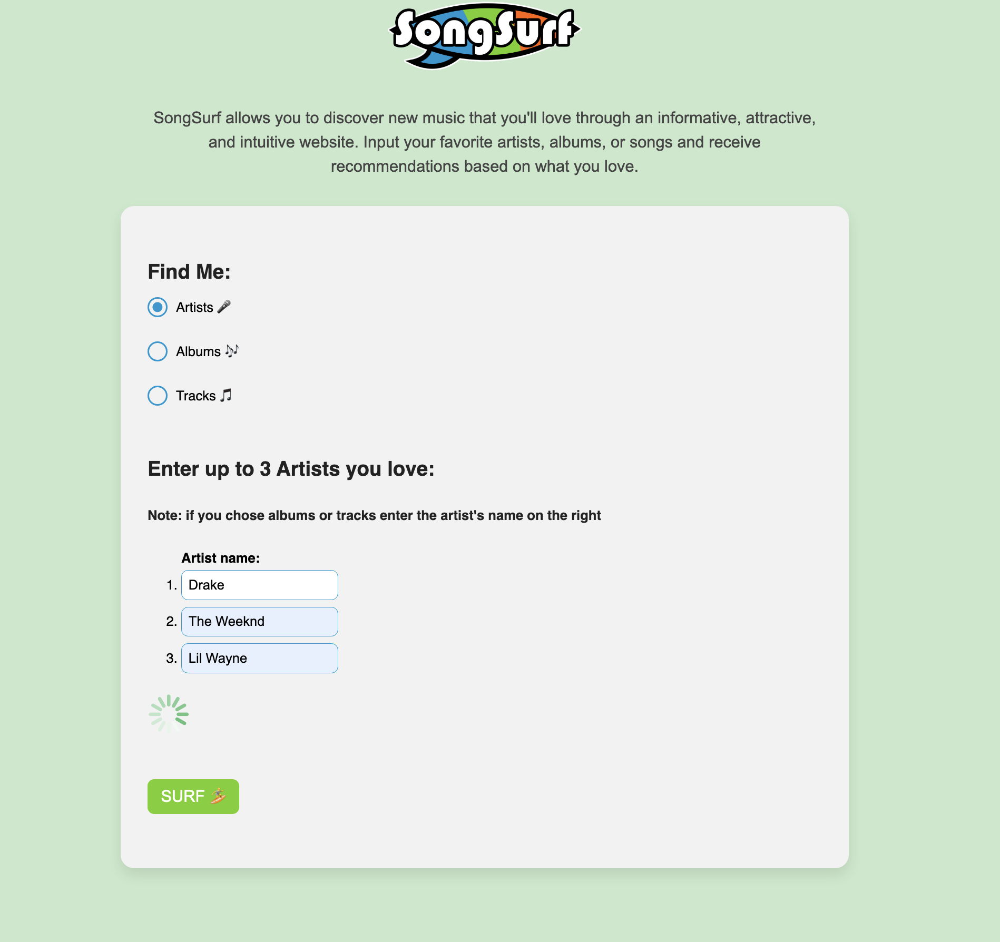 SongSurf
SongSurf allows you to discover new music that you'll love through an informative, attractive,
and intuitive website. Input your favorite artists, albums, or songs and receive
recommendations based on what you love.
Find Me:
Artists 🎤
Albums 🎶
Tracks 🎵
Enter up to 3 Artists you love:
Note: if you chose albums or tracks enter the artist's name on the right
Artist name:
1. Drake
2. The Weeknd
3. Lil Wayne
SURF 🏄